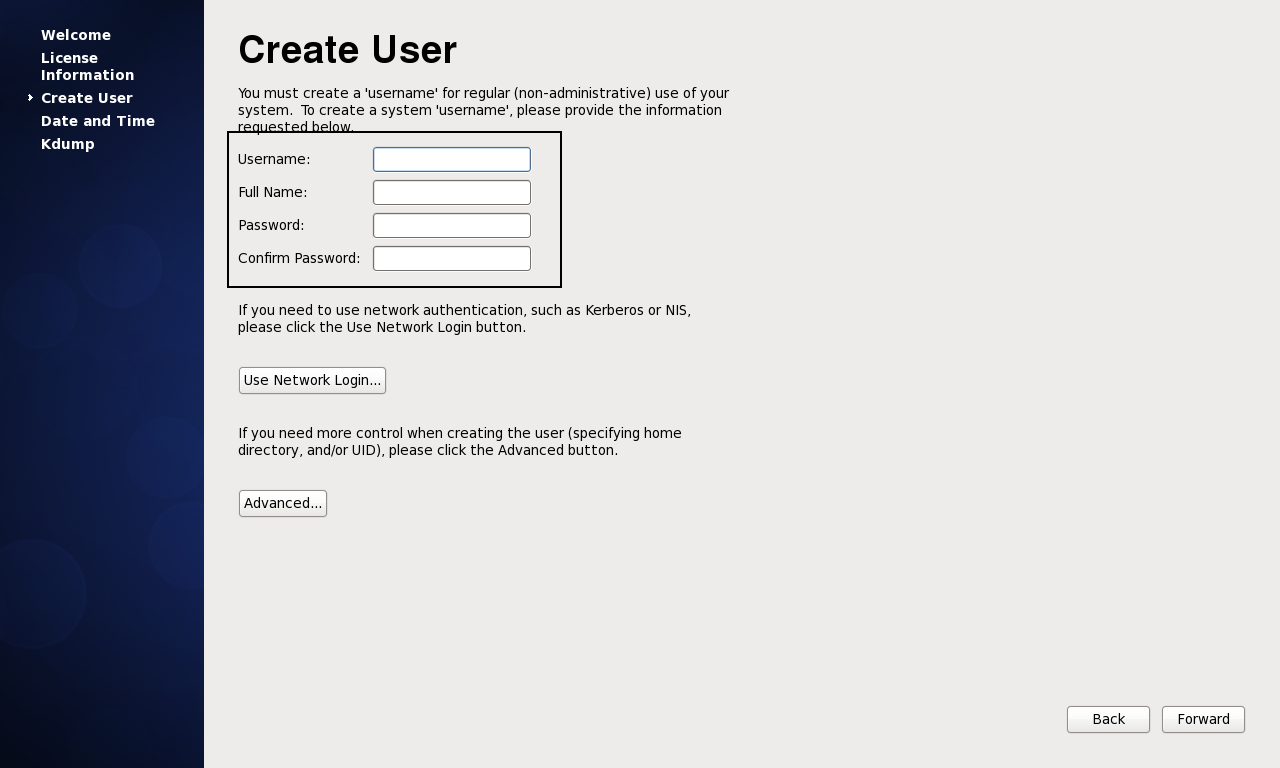 Welcome
License
Information
Create User
Date and Time
Kdump
Create User
You must create a 'username' for regular (non-administrative) use of your
system.  To create a system 'username', please provide the information
requested below.
Username:
Full Name:
Password:
Confirm Password:
If you need to use network authentication, such as Kerberos or NIS,
please click the Use Network Login button.
Use Network Login...
If you need more control when creating the user (specifying home
directory, and/or UID), please click the Advanced button.
Advanced...
Back
Forward